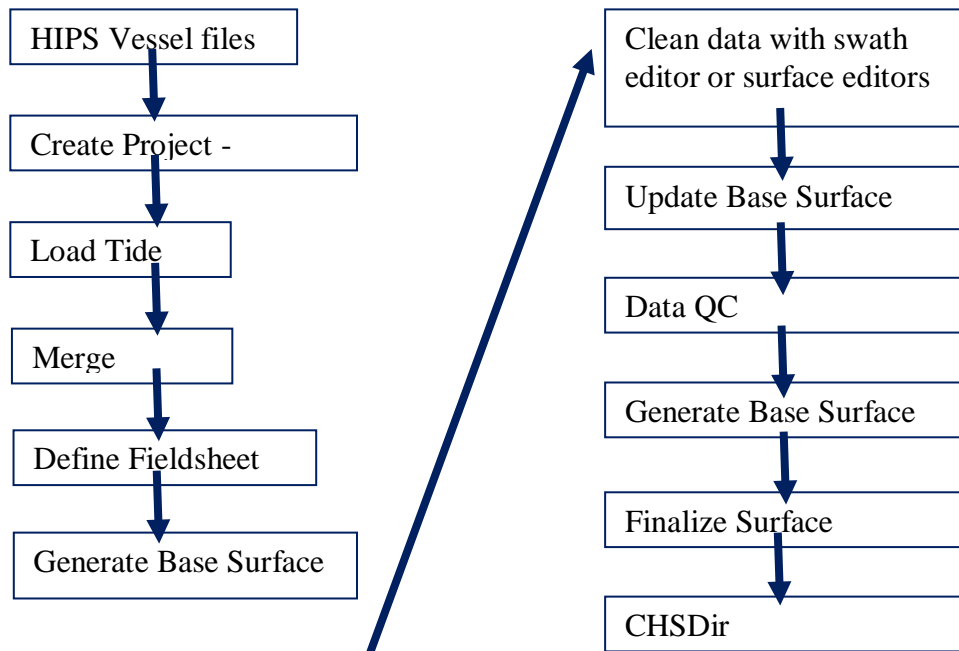 HIPS Vessel files
Create Project -
Load Tide
Merge
Define Fieldsheet
Generate Base Surface
Clean data with swath
editor or surface editors
Update Base Surface
Data QC
Generate Base Surface
Finalize Surface
CHSDir